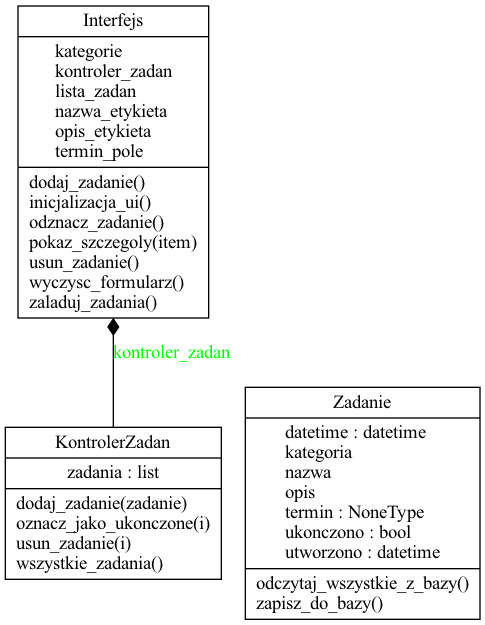 Interfejs
kategorie
kontroler_zadan
lista_zadan
nazwa_etykieta
opis_etykieta
termin_pole
dodaj_zadanie()
inicjalizacja_ui()
odznacz_zadanie()
pokaz_szczegoly(item)
usun_zadanie()
wyczysc_formularz()
zaladuj_zadania()
kontroler_zadan
KontrolerZadan
zadania : list
dodaj_zadanie(zadanie)
oznacz_jako_ukonczone(i)
usun_zadanie(i)
wszystkie_zadania()
Zadanie
datetime : datetime
kategoria
nazwa
opis
termin : NoneType
ukonczono : bool
utworzono : datetime
odczytaj_wszystkie_z_bazy()
zapisz_do_bazy()